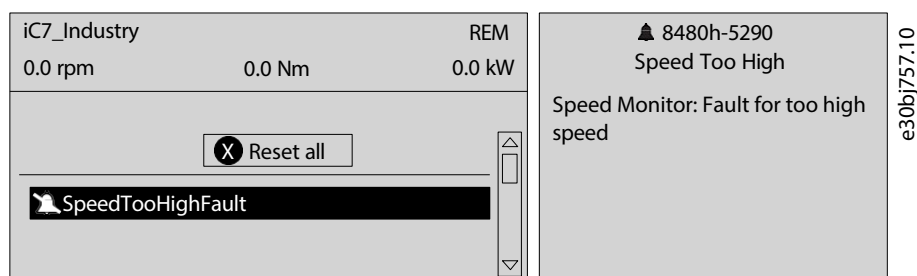 iC7_Industry REM
0.0 rpm 0.0 Nm 0.0 kW
X Reset all
SpeedTooHighFault
8480h-5290
Speed Too High
Speed Monitor: Fault for too high
speed
e30bj757.10